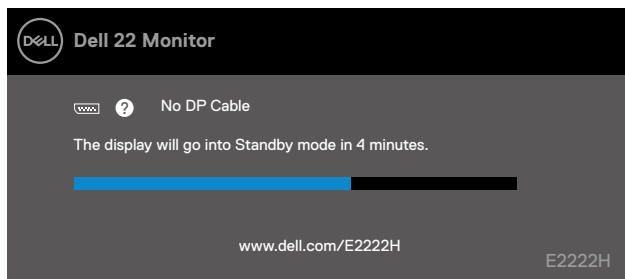 DELL Dell 22 Monitor
? No DP Cable
The display will go into Standby mode in 4 minutes.
www.dell.com/E2222H
E2222H